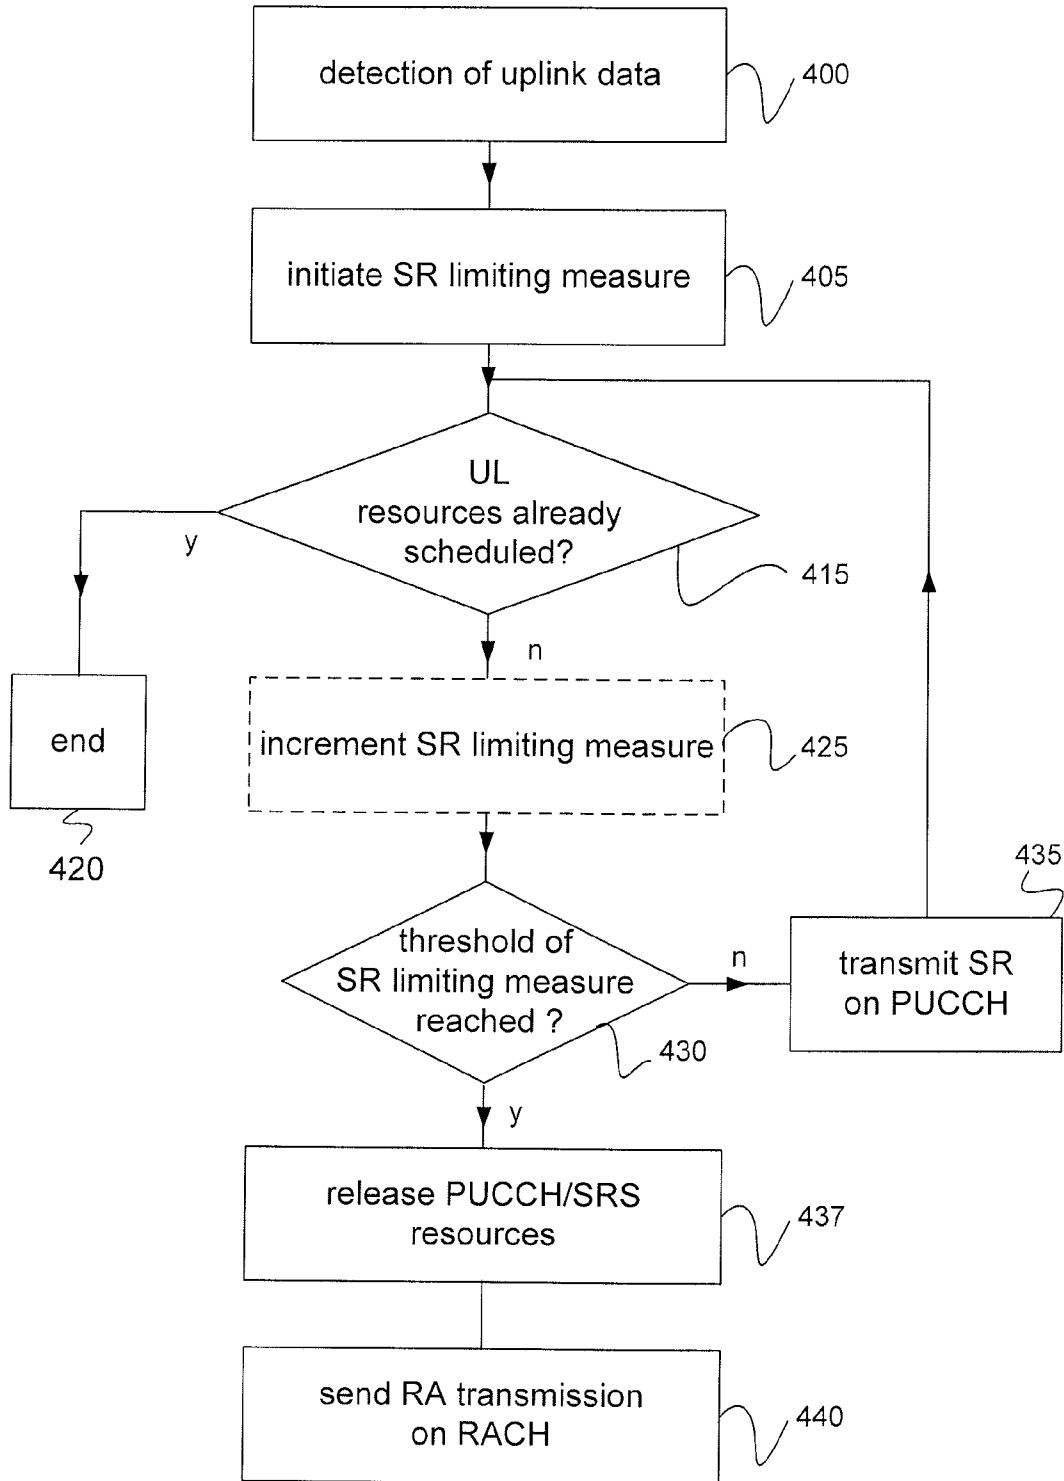 detection of uplink data
400
initiate SR limiting measure
405
UL
resources already
scheduled?
415
y
n
end
420
increment SR limiting measure
425
threshold of
SR limiting measure
reached ?
430
n
435
transmit SR
on PUCCH
y
release PUCCH/SRS
resources
437
send RA transmission
on RACH
440